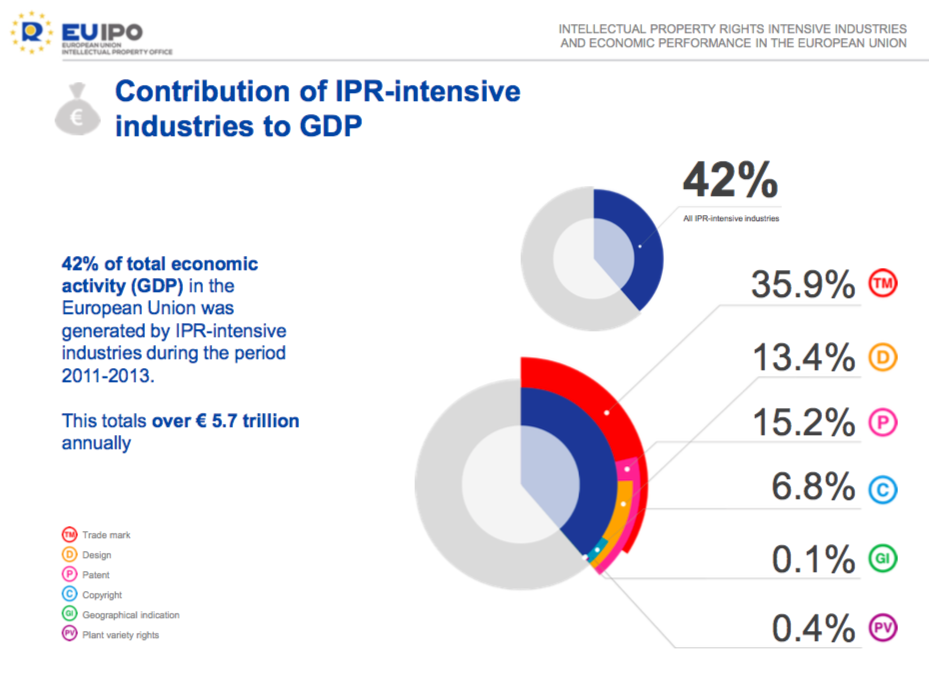 EUIPO
EUROPEAN UNION
INTELLECTUAL PROPERTY OFFICE
INTELLECTUAL PROPERTY RIGHTS INTENSIVE INDUSTRIES
AND ECONOMIC PERFORMANCE IN THE EUROPEAN UNION
€
Contribution of IPR-intensive
industries to GDP
42%
All IPR-intensive industries
42% of total economic
activity (GDP) in the
European Union was
generated by IPR-intensive
industries during the period
2011-2013.
This totals over € 5.7 trillion
annually
35.9% TM
13.4% D
15.2% P
6.8% C
0.1% GI
0.4% PV
TM Trade mark
D Design
P Patent
C Copyright
GI Geographical indication
PV Plant variety rights